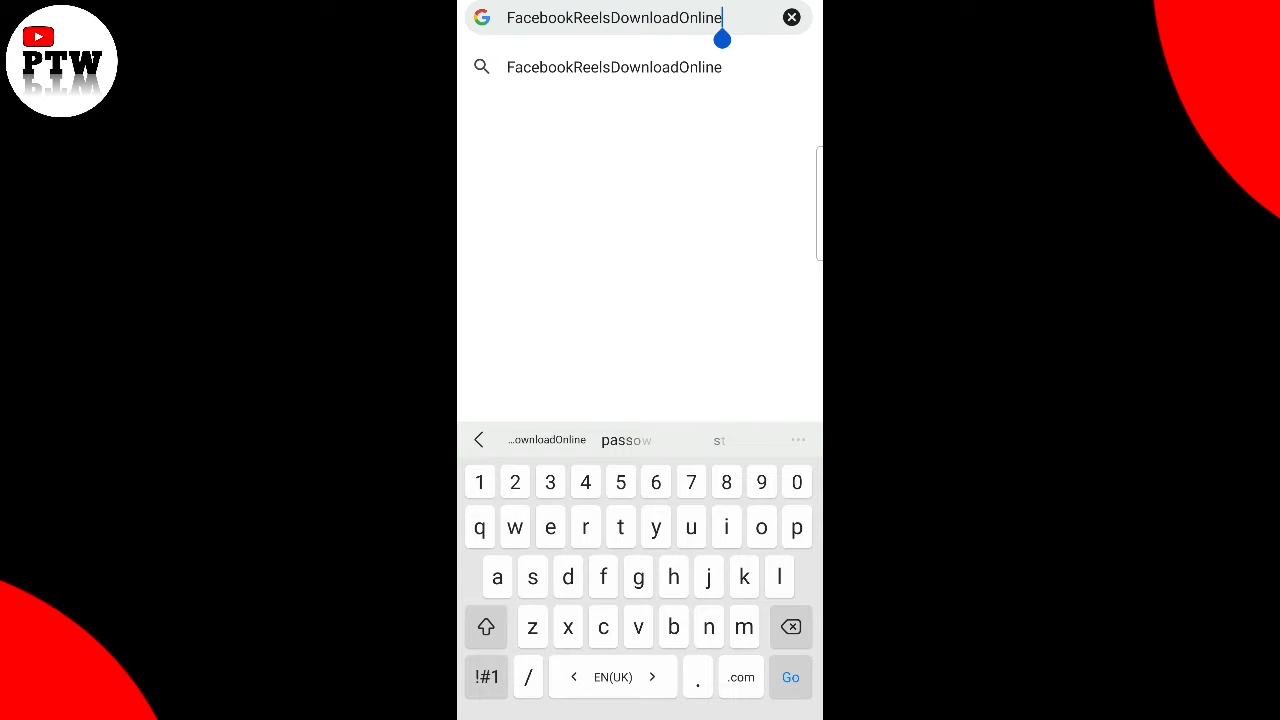 PTW
FacebookReelsDownloadOnline
FacebookReelsDownloadOnline
...ownloadOnline passow st
1 2 3 4 5 6 7 8 9 0
q w e r t y u i o p
a s d f g h j k l
z x c v b n m
!#1 / < EN(UK) > . .com Go